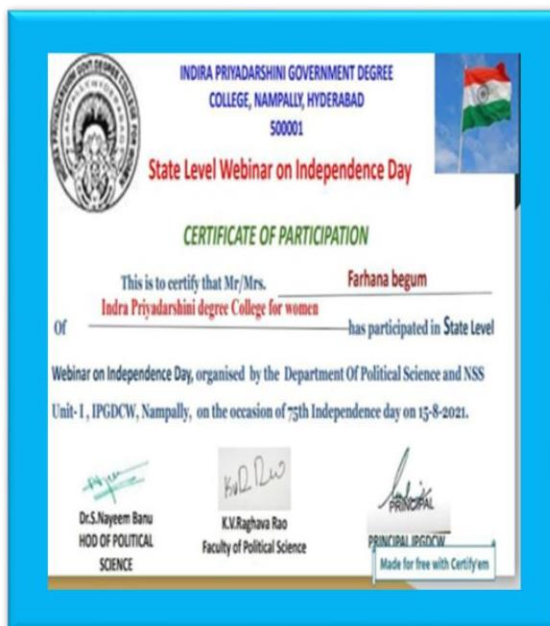 INDIRA PRIYADARSHINI GOVERNMENT DEGREE
COLLEGE, NAMPALLY, HYDERABAD
500001
State Level Webinar on Independence Day
CERTIFICATE OF PARTICIPATION
This is to certify that Mr/Mrs. Farhana begum
Indra Priyadarshini degree College for women
Of has participated in State Level
Webinar on Independence Day, organised by the Department Of Political Science and NSS
Unit- I , IPGDCW, Nampally, on the occasion of 75th Independence day on 15-8-2021.
KVR Rao
PRINCIPAL
Dr.S.Nayeem Banu
HOD OF POLITICAL
SCIENCE
K.V.Raghava Rao
Faculty of Political Science
PRINCIPAL IPGDCW
Made for free with Certify'em